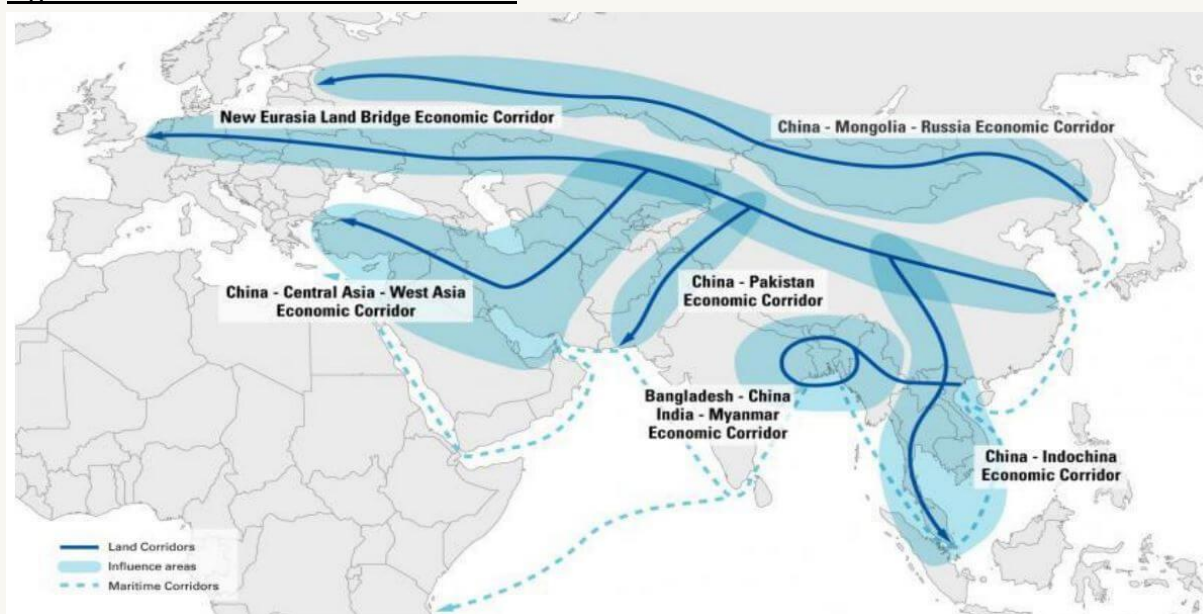 New Eurasia Land Bridge Economic Corridor
China - Mongolia - Russia Economic Corridor
China - Central Asia - West Asia
Economic Corridor
China - Pakistan
Economic Corridor
Bangladesh - China
India - Myanmar
Economic Corridor
China - Indochina
Economic Corridor
Land Corridors
Influence areas
Maritime Corridors